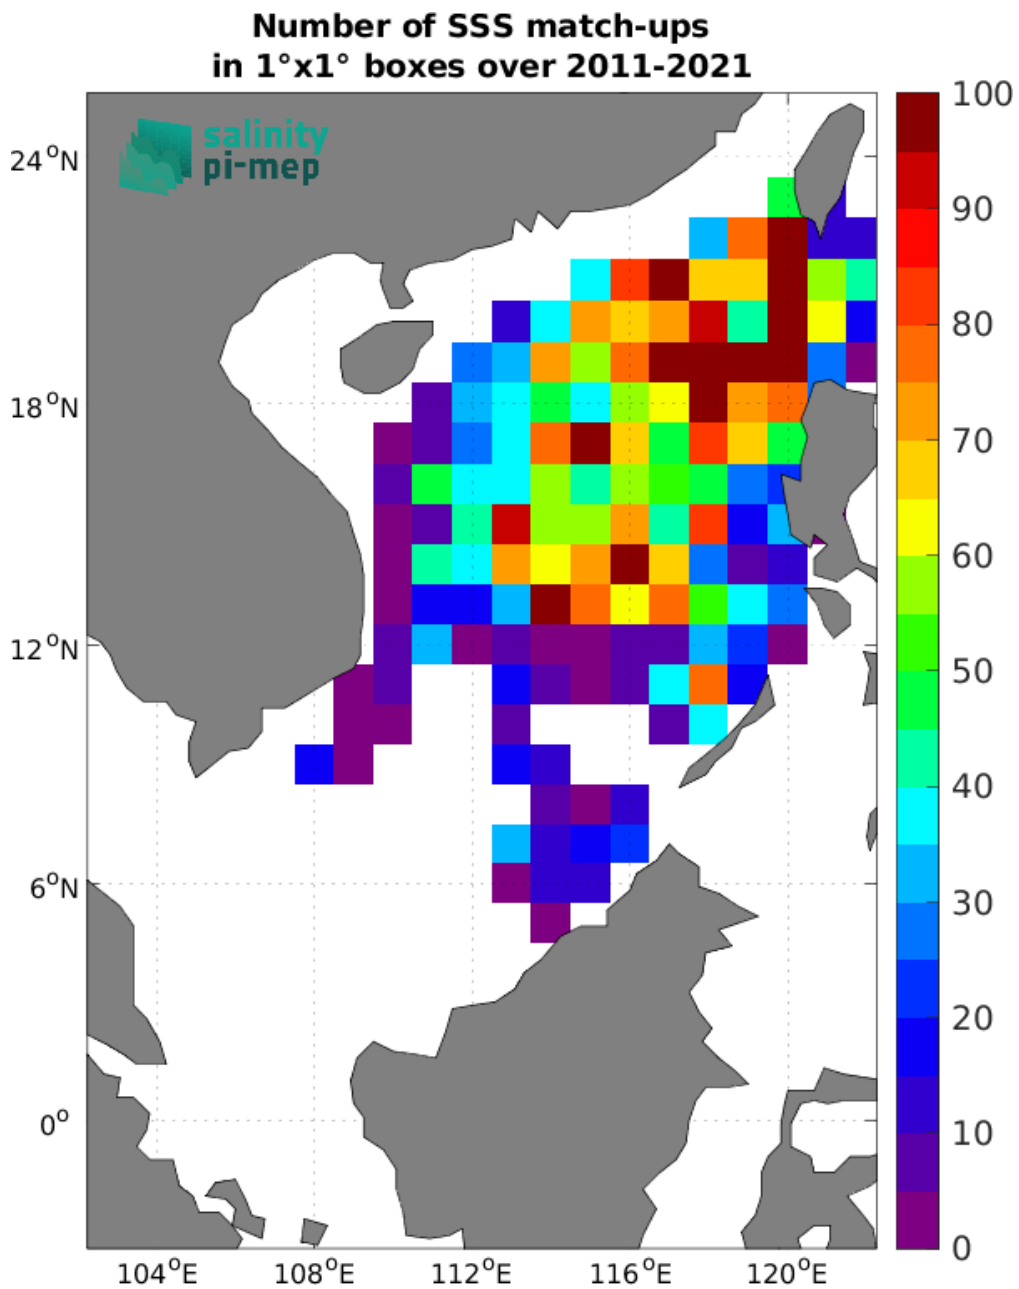 Number of SSS match-ups
in 1°x1° boxes over 2011-2021
salinity
pi-mep
24°N
18°N
12°N
6°N
0°
104°E 108°E 112°E 116°E 120°E
100
90
80
70
60
50
40
30
20
10
0